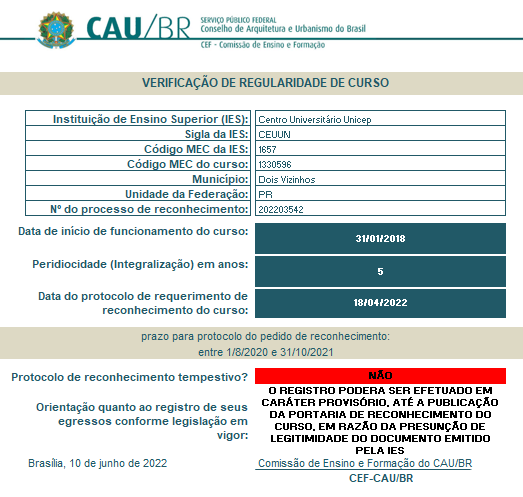 CAU/BR
SERVIÇO PÚBLICO FEDERAL
Conselho de Arquitetura e Urbanismo do Brasil
CEF - Comissão de Ensino e Formação
VERIFICAÇÃO DE REGULARIDADE DE CURSO
Instituição de Ensino Superior (IES): Centro Universitário Unicep
Sigla da IES: CEUUN
Código MEC da IES: 1657
Código MEC do curso: 1330596
Município: Dois Vizinhos
Unidade da Federação: PR
Nº do processo de reconhecimento: 202203542
Data de início de funcionamento do curso: 31/01/2018
Peridiocidade (Integralização) em anos: 5
Data do protocolo de requerimento de
reconhecimento do curso: 18/04/2022
prazo para protocolo do pedido de reconhecimento:
entre 1/8/2020 e 31/10/2021
Protocolo de reconhecimento tempestivo? NÃO
Orientação quanto ao registro de seus
egressos conforme legislação em
vigor:
O REGISTRO PODERA SER EFETUADO EM
CARÁTER PROVISÓRIO, ATÉ A PUBLICAÇÃO
DA PORTARIA DE RECONHECIMENTO DO
CURSO, EM RAZÃO DA PRESUNÇÃO DE
LEGITIMIDADE DO DOCUMENTO EMITIDO
PELA IES
Brasília, 10 de junho de 2022
Comissão de Ensino e Formação do CAU/BR
CEF-CAU/BR